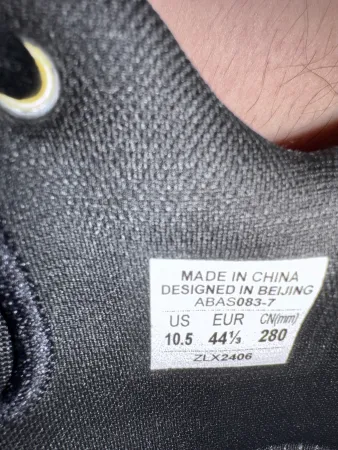 MADE IN CHINA
DESIGNED IN BEIJING
ABAS083-7
US EUR CN(mm)
10.5 44⅓ 280
ZLX2406